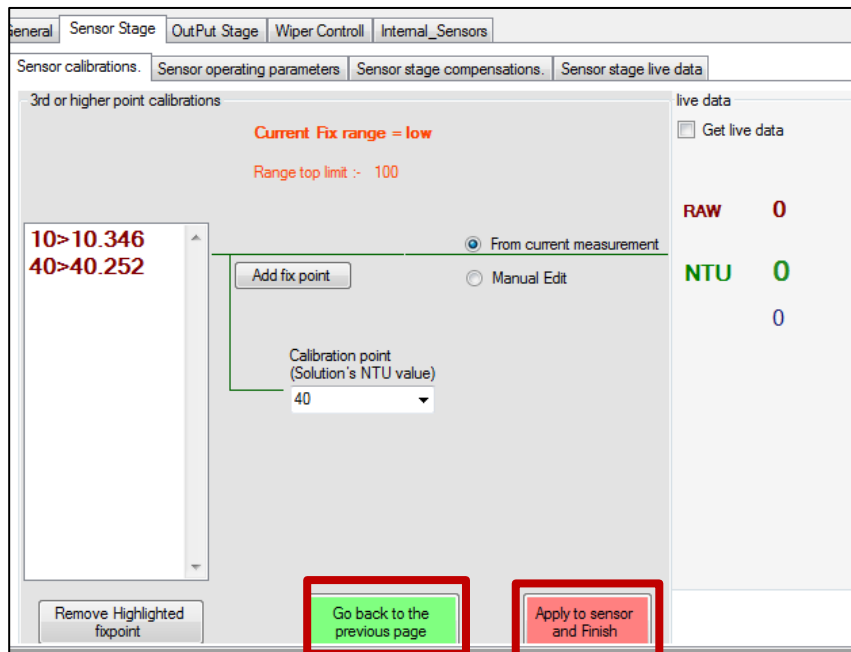 General Sensor Stage OutPut Stage Wiper Controll Internal_Sensors
Sensor calibrations. Sensor operating parameters Sensor stage compensations. Sensor stage live data
3rd or higher point calibrations
live data
Current Fix range = low
Get live data
Range top limit :- 100
RAW 0
10>10.346
From current measurement
40>40.252
Add fix point
Manual Edit
NTU 0
0
Calibration point
(Solution's NTU value)
40
Remove Highlighted
fixpoint
Go back to the
previous page
Apply to sensor
and Finish